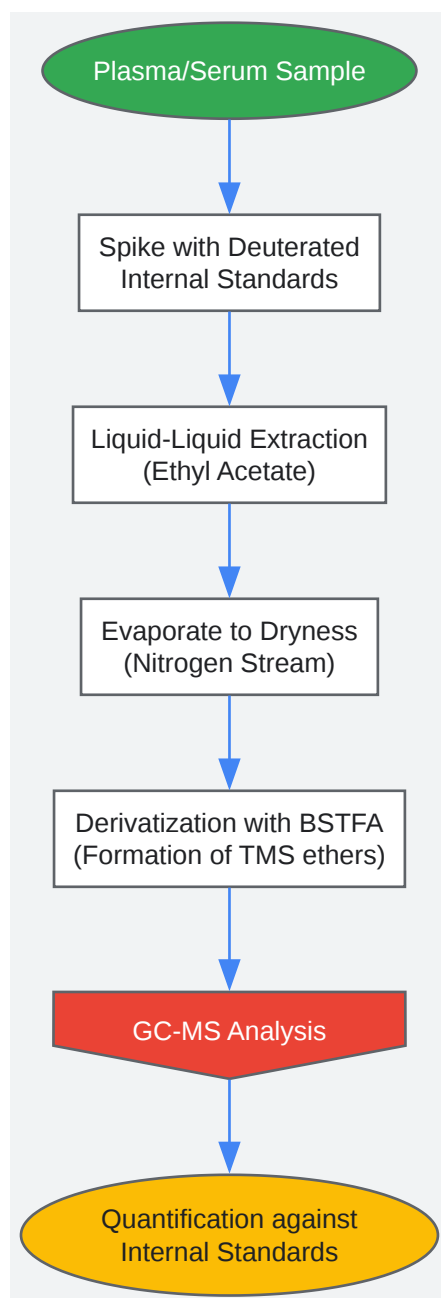 Plasma/Serum Sample
Spike with Deuterated
Internal Standards
Liquid-Liquid Extraction
(Ethyl Acetate)
Evaporate to Dryness
(Nitrogen Stream)
Derivatization with BSTFA
(Formation of TMS ethers)
GC-MS Analysis
Quantification against
Internal Standards